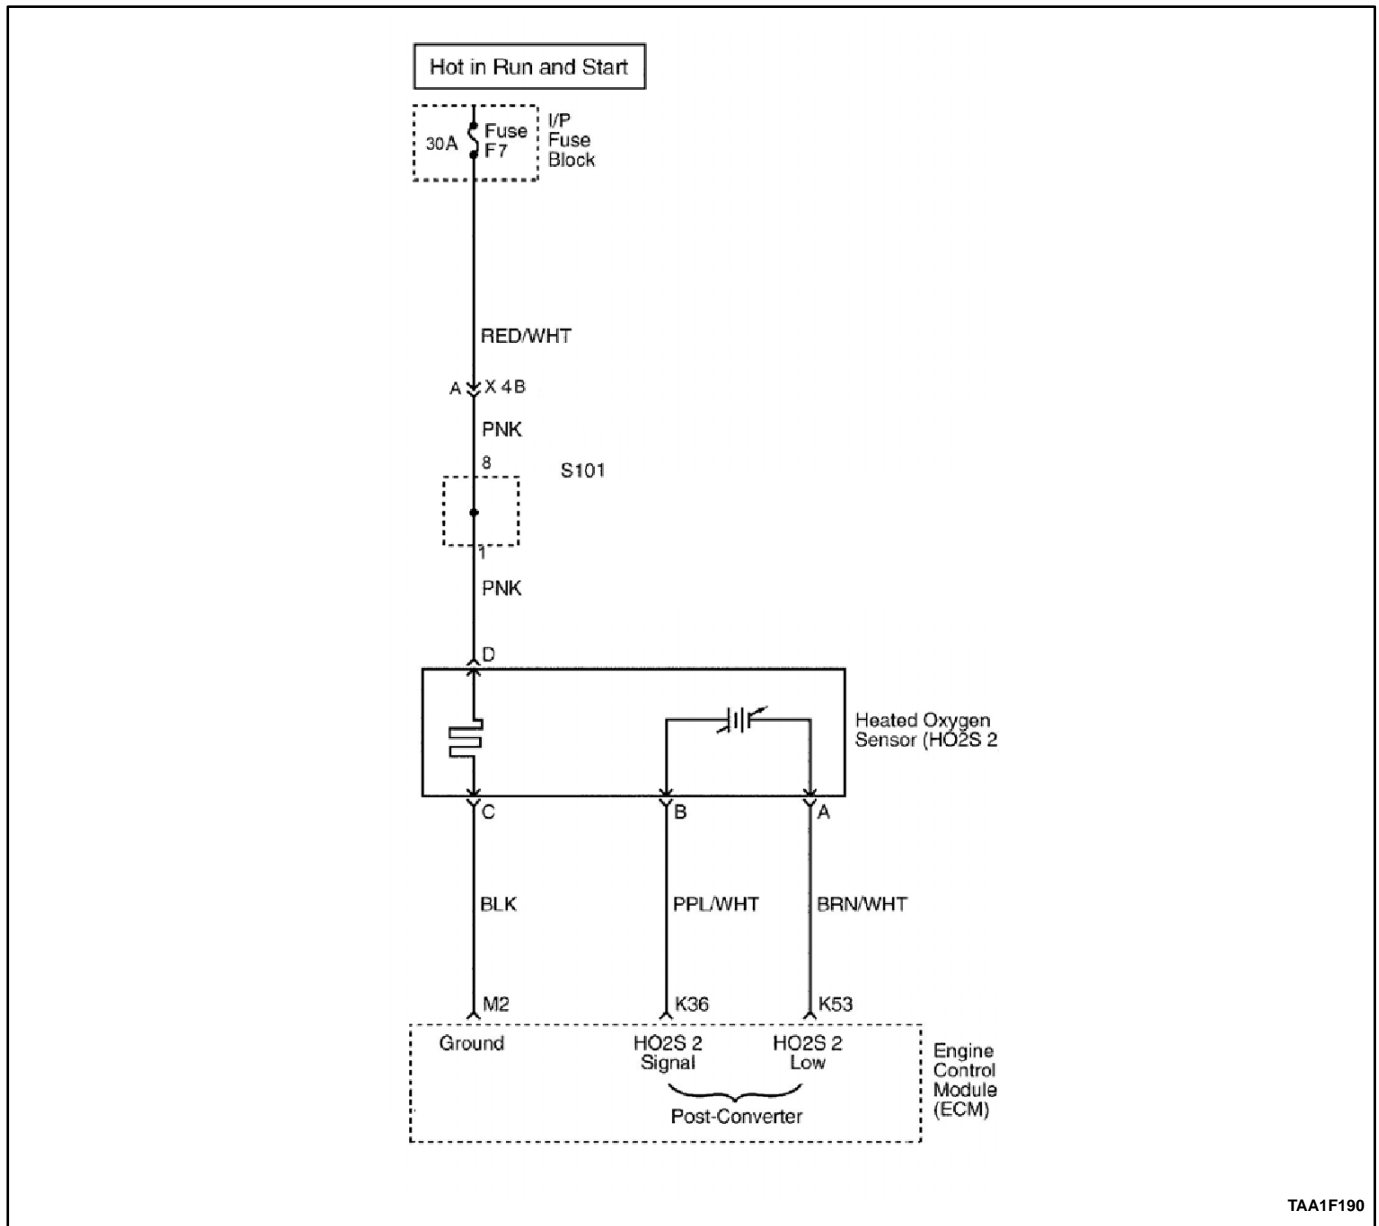 Hot in Run and Start
30A
Fuse
F7
I/P
Fuse
Block
RED/WHT
A
X 4B
PNK
8
S101
1
PNK
D
Heated Oxygen
Sensor (HO2S 2
C
B
A
BLK
PPL/WHT
BRN/WHT
M2
K36
K53
Ground
HO2S 2
Signal
HO2S 2
Low
Post-Converter
Engine
Control
Module
(ECM)
TAA1F190